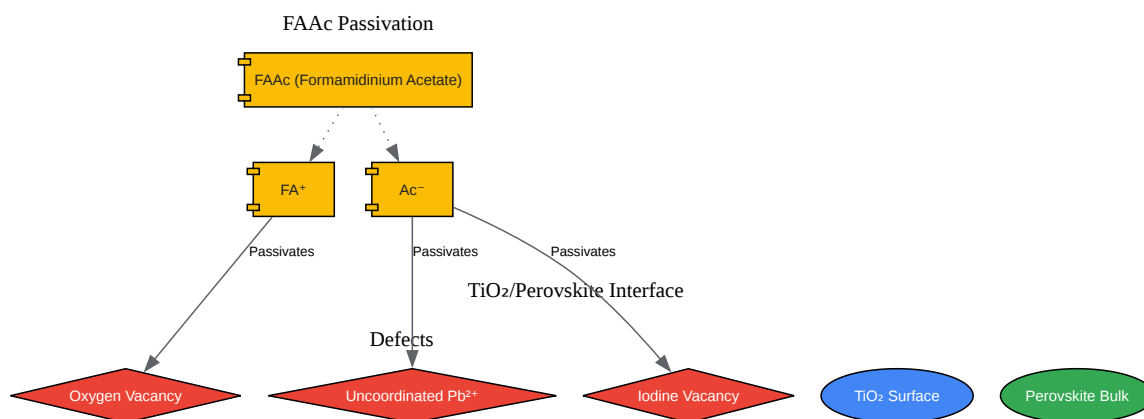 FAAc Passivation
FAAc (Formamidinium Acetate)
FA⁺
Ac⁻
Passivates
Passivates
Passivates
TiO₂/Perovskite Interface
Defects
Oxygen Vacancy
Uncoordinated Pb²⁺
Iodine Vacancy
TiO₂ Surface
Perovskite Bulk